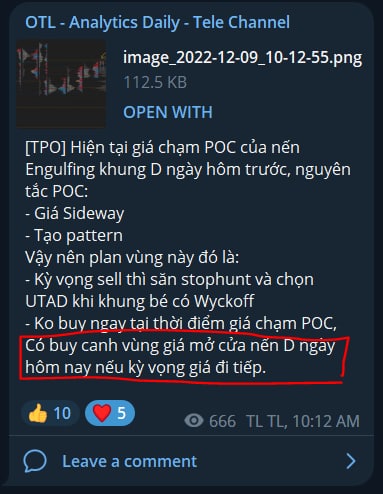 OTL - Analytics Daily - Tele Channel
image_2022-12-09_10-12-55.png
112.5 KB
OPEN WITH
[TPO] Hiện tại giá chạm POC của nến
Engulfing khung D ngày hôm trước, nguyên
tắc POC:
- Giá Sideway
- Tạo pattern
Vậy nên plan vùng này đó là:
- Kỳ vọng sell thì săn stophunt và chọn
UTAD khi khung bé có Wyckoff
- Ko buy ngay tại thời điểm giá chạm POC,
Có buy canh vùng giá mở cửa nến D ngày
hôm nay nếu kỳ vọng giá đi tiếp.
10
5
666 TL TL, 10:12 AM
Leave a comment